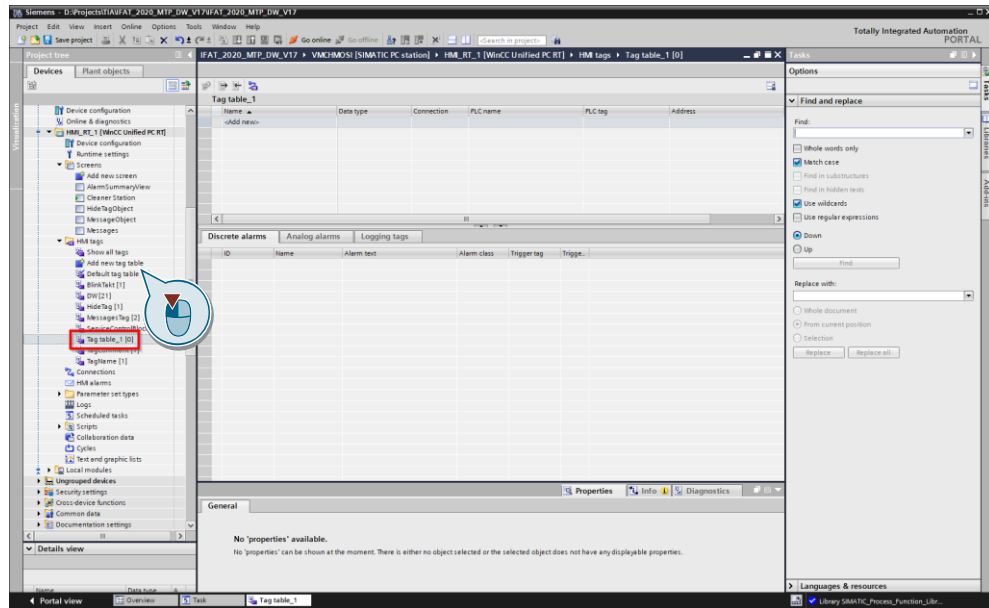 Siemens - D:\Projects\TIA\IFAT_2020_MTP_DW_V17\IFAT_2020_MTP_DW_V17
Project Edit View Insert Online Options Tools Window Help
Save project Go online Go offline <Search in project>
Totally Integrated Automation
PORTAL
Project tree
IFAT_2020_MTP_DW_V17 VMCHMOSI [SIMATIC PC station] HMI_RT_1 [WinCC Unified PC RT] HMI tags Tag table_1 [0]
Tasks
Devices Plant objects
Options
Visualization
Device configuration
Online & diagnostics
HMI_RT_1 [WinCC Unified PC RT]
Device configuration
Runtime settings
Screens
Add new screen
AlarmSummaryView
Cleaner Station
HideTagObject
MessageObject
Messages
HMI tags
Show all tags
Add new tag table
Default tag table
BlinkTakt [1]
DW [21]
HideTag [1]
MessagesTag [2]
Tag table_1 [0]
TagName [1]
Connections
HMI alarms
Parameter set types
Logs
Scheduled tasks
Scripts
Collaboration data
Cycles
Text and graphic lists
Local modules
Ungrouped devices
Security settings
Cross-device functions
Common data
Documentation settings
Details view
Name Data type
Tag table_1
Name Data type Connection PLC name PLC tag Address
<Add new>
Discrete alarms Analog alarms Logging tags
ID Name Alarm text Alarm class Trigger tag Trigge..
Properties Info Diagnostics
General
No 'properties' available.
No 'properties' can be shown at the moment. There is either no object selected or the selected object does not have any displayable properties.
Find and replace
Find:
Whole words only
Match case
Find in substructures
Find in hidden texts
Use wildcards
Use regular expressions
Down
Up
Find
Replace with:
Whole document
From current position
Selection
Replace Replace all
Languages & resources
Tasks
Libraries
Add-ins
Portal view Overview Task Tag table_1
Library SIMATIC_Process_Function_Libr...